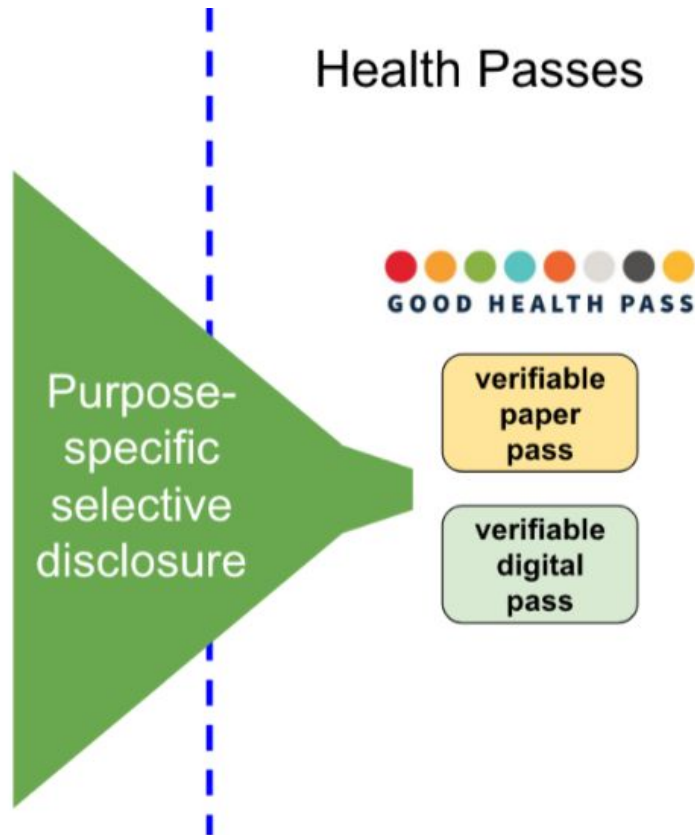 Health Passes
GOOD HEALTH PASS
Purpose-
specific
selective
disclosure
verifiable
paper
pass
verifiable
digital
pass